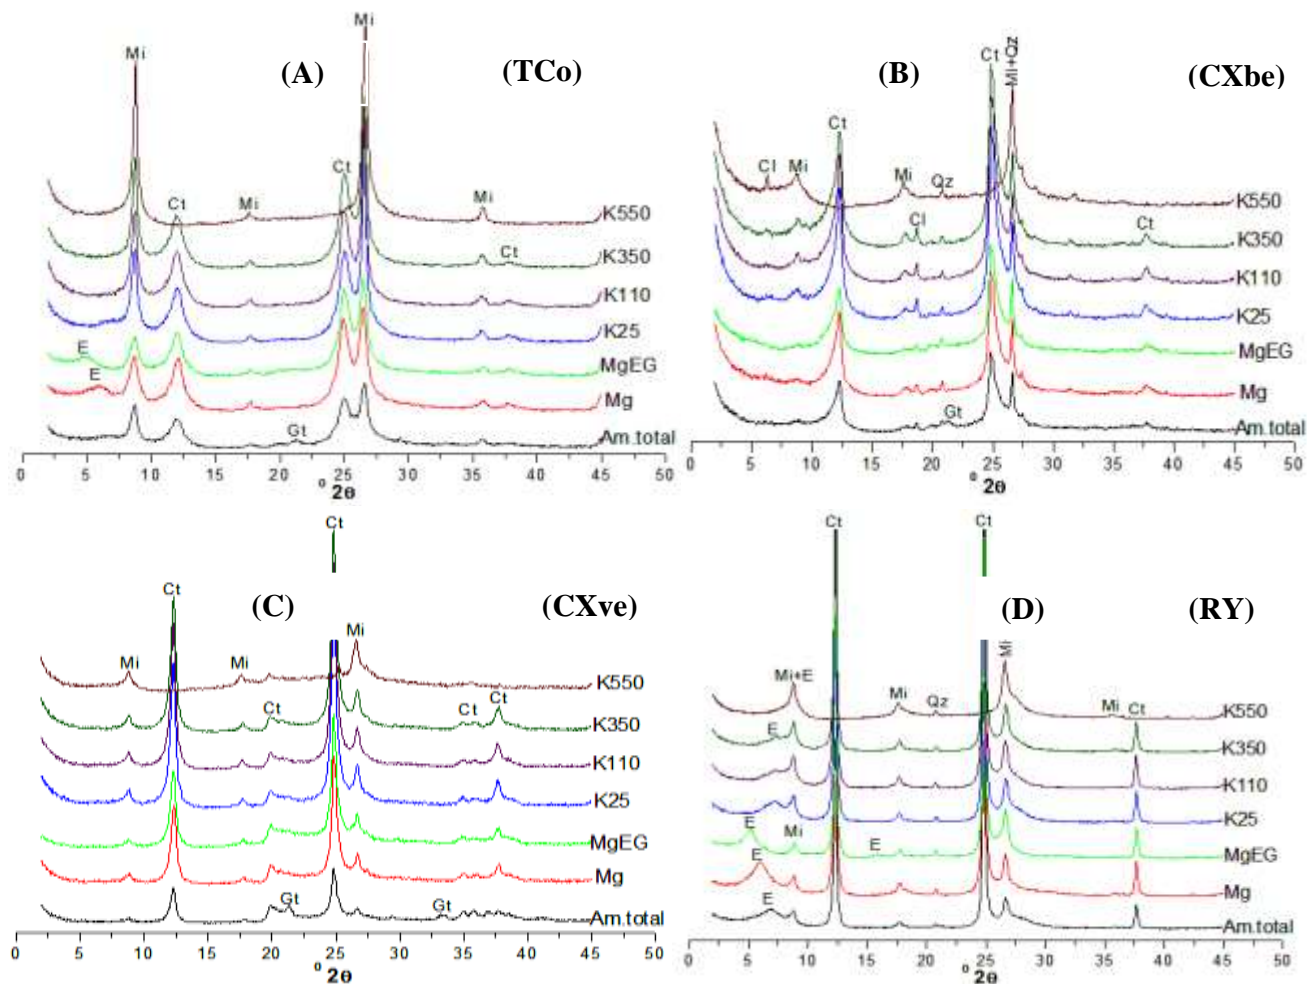 Mi
Mi
(A)
(TCo)
Ct
Ct
Mi
Mi
K550
Ct
K350
K110
K25
E
MgEG
E
Mg
Gt
Am.total
0 5 10 15 20 25 30 35 40 45 50
° 2θ
Ct
Mi+Qz
(B)
(CXbe)
Ct
Cl
Mi
Mi
Qz
K550
Cl
Ct
K350
K110
K25
MgEG
Mg
Gt
Am.total
0 5 10 15 20 25 30 35 40 45 50
° 2θ
Ct
Ct
(C)
(CXve)
Mi
Mi
Mi
K550
Ct
Ct
Ct
K350
K110
K25
MgEG
Mg
Gt
Gt
Am.total
0 5 10 15 20 25 30 35 40 45 50
° 2θ
Ct
Ct
(D)
(RY)
Mi
Mi+E
Mi
Qz
Mi
Ct
K550
E
K350
K110
K25
E
Mi
E
MgEG
E
Mg
E
Am.total
0 5 10 15 20 25 30 35 40 45 50
° 2θ